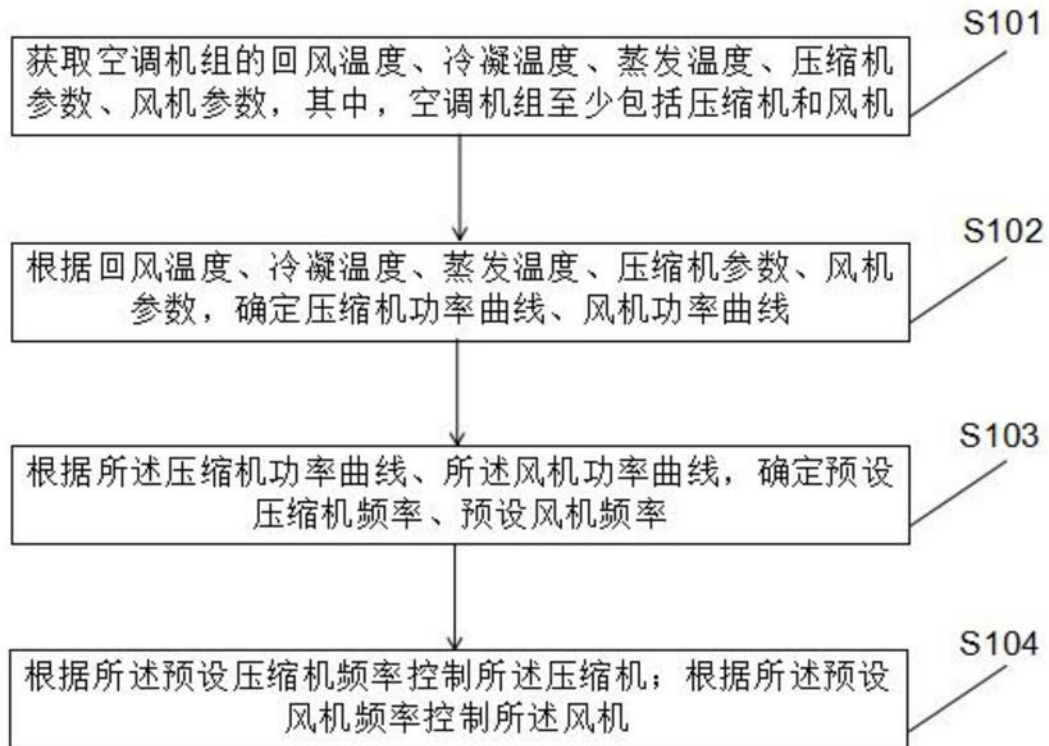 S101
获取空调机组的回风温度、冷凝温度、蒸发温度、压缩机
参数、风机参数，其中，空调机组至少包括压缩机和风机
S102
根据回风温度、冷凝温度、蒸发温度、压缩机参数、风机
参数，确定压缩机功率曲线、风机功率曲线
S103
根据所述压缩机功率曲线、所述风机功率曲线，确定预设
压缩机频率、预设风机频率
S104
根据所述预设压缩机频率控制所述压缩机；根据所述预设
风机频率控制所述风机